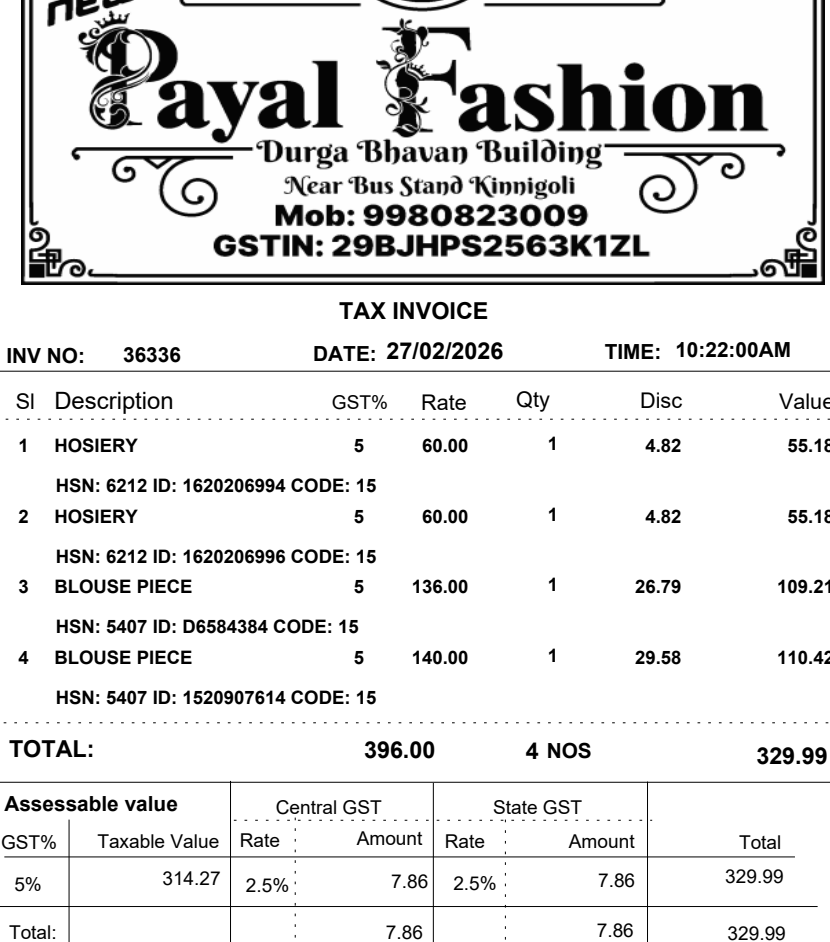 new
Payal Fashion
Durga Bhavan Building
Near Bus Stand Kinnigoli
Mob: 9980823009
GSTIN: 29BJHPS2563K1ZL
TAX INVOICE
INV NO: 36336 DATE: 27/02/2026 TIME: 10:22:00AM
Sl Description GST% Rate Qty Disc Value
1 HOSIERY 5 60.00 1 4.82 55.18
HSN: 6212 ID: 1620206994 CODE: 15
2 HOSIERY 5 60.00 1 4.82 55.18
HSN: 6212 ID: 1620206996 CODE: 15
3 BLOUSE PIECE 5 136.00 1 26.79 109.21
HSN: 5407 ID: D6584384 CODE: 15
4 BLOUSE PIECE 5 140.00 1 29.58 110.42
HSN: 5407 ID: 1520907614 CODE: 15
TOTAL: 396.00 4 NOS 329.99
Assessable value Central GST State GST
GST% Taxable Value Rate Amount Rate Amount Total
5% 314.27 2.5% 7.86 2.5% 7.86 329.99
Total: 7.86 7.86 329.99